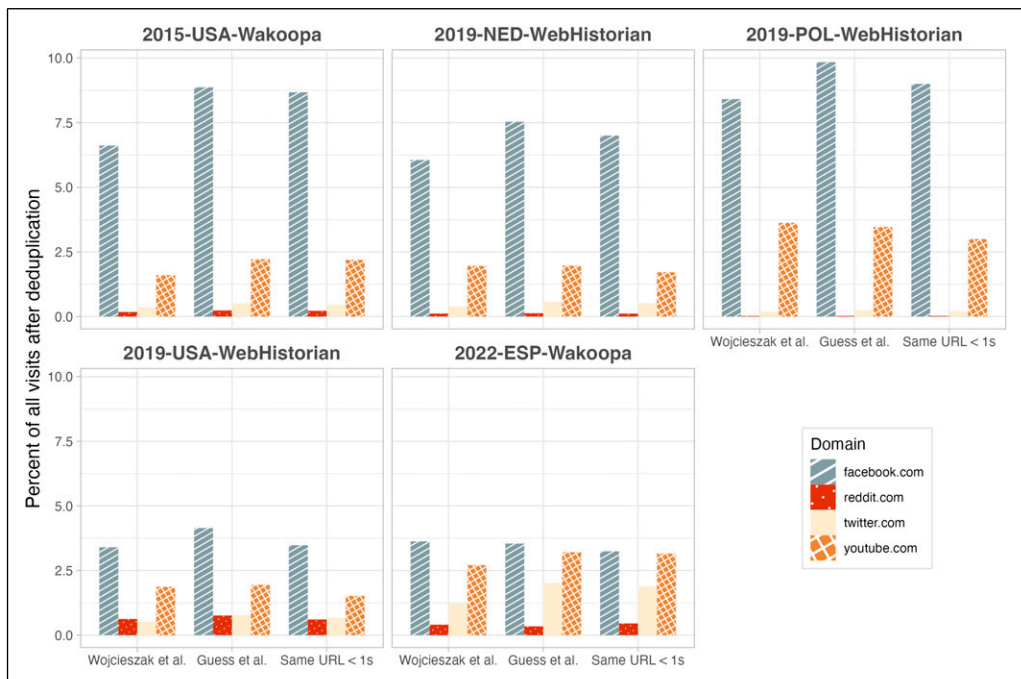 2015-USA-Wakoopa
2019-NED-WebHistorian
2019-POL-WebHistorian
Percent of all visits after deduplication
10.0
7.5
5.0
2.5
0.0
Wojcieszak et al.
Guess et al.
Same URL < 1s
2019-USA-WebHistorian
2022-ESP-Wakoopa
10.0
7.5
5.0
2.5
0.0
Wojcieszak et al.
Guess et al.
Same URL < 1s
Wojcieszak et al.
Guess et al.
Same URL < 1s
Domain
facebook.com
reddit.com
twitter.com
youtube.com